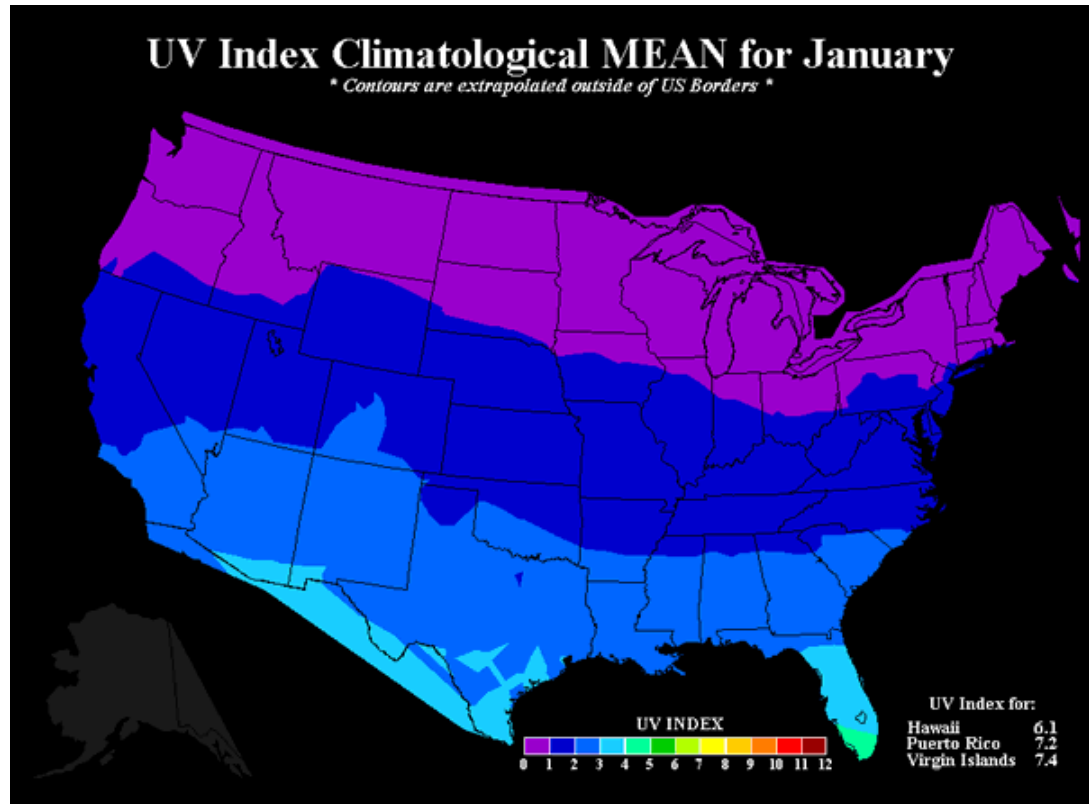 UV Index Climatological MEAN for January
* Contours are extrapolated outside of US Borders *
UV INDEX
0 1 2 3 4 5 6 7 8 9 10 11 12
UV Index for:
Hawaii 6.1
Puerto Rico 7.2
Virgin Islands 7.4